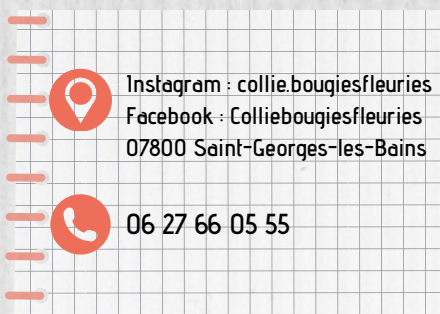 Instagram : collie.bougiesfleuries
Facebook : Colliebougiesfleuries
07800 Saint-Georges-les-Bains
06 27 66 05 55